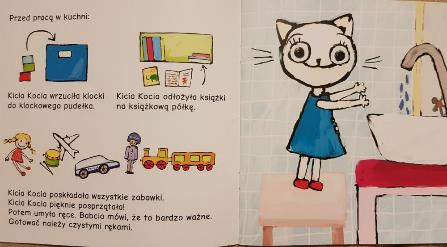 Przed pracą w kuchni:
Kicia Kocia wrzuciła klocki
do klockowego pudełka.
Kicia Kocia odłożyła książki
na książkową półkę.
Kicia Kocia poskładała wszystkie zabawki.
Kicia Kocia pięknie posprzątała!
Potem umyła ręce. Babcia mówi, że to bardzo ważne.
Gotować należy czystymi rękami.